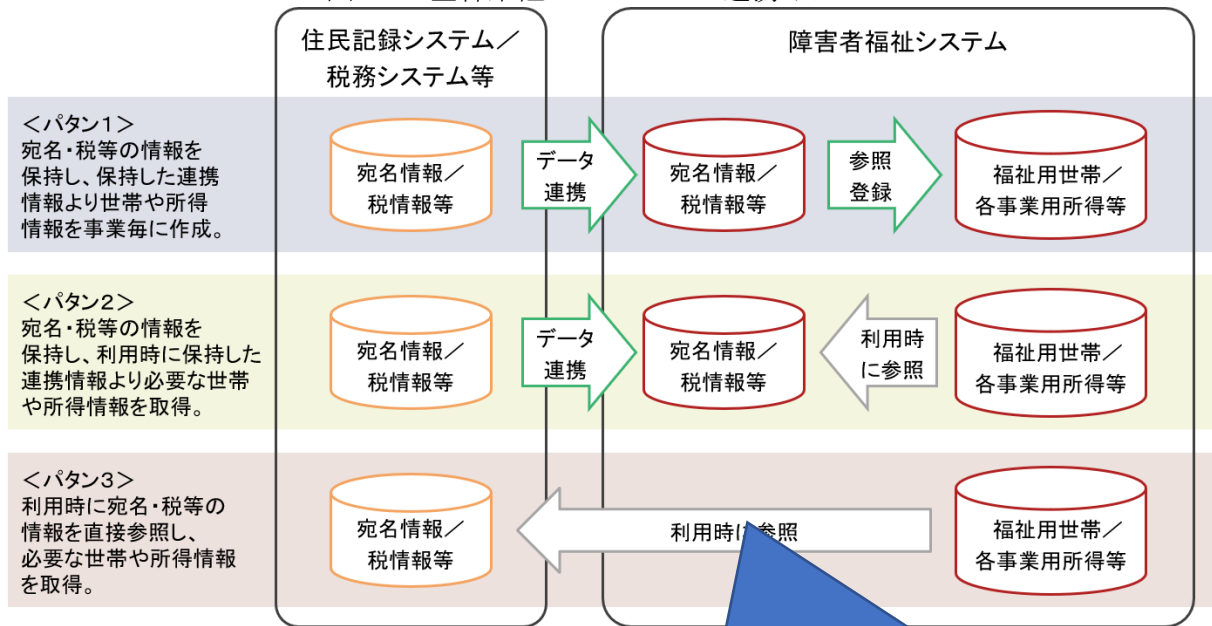 住民記録システム／
税務システム等
障害者福祉システム
＜パタン１＞
宛名・税等の情報を
保持し、保持した連携
情報より世帯や所得
情報を事業毎に作成。
宛名情報／
税情報等
データ
連携
宛名情報／
税情報等
参照
登録
福祉用世帯／
各事業用所得等
＜パタン２＞
宛名・税等の情報を
保持し、利用時に保持した
連携情報より必要な世帯
や所得情報を取得。
宛名情報／
税情報等
データ
連携
宛名情報／
税情報等
利用時
に参照
福祉用世帯／
各事業用所得等
＜パタン３＞
利用時に宛名・税等の
情報を直接参照し、
必要な世帯や所得情報
を取得。
宛名情報／
税情報等
利用時に参照
福祉用世帯／
各事業用所得等